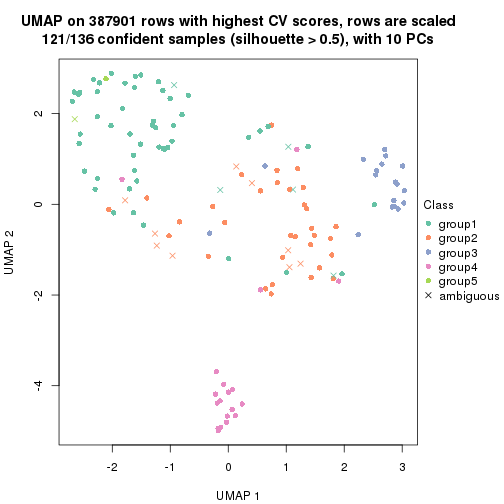 UMAP on 387901 rows with highest CV scores, rows are scaled
121/136 confident samples (silhouette > 0.5), with 10 PCs
UMAP 2
2
0
-2
-4
-2
-1
0
1
2
3
UMAP 1
Class
group1
group2
group3
group4
group5
ambiguous